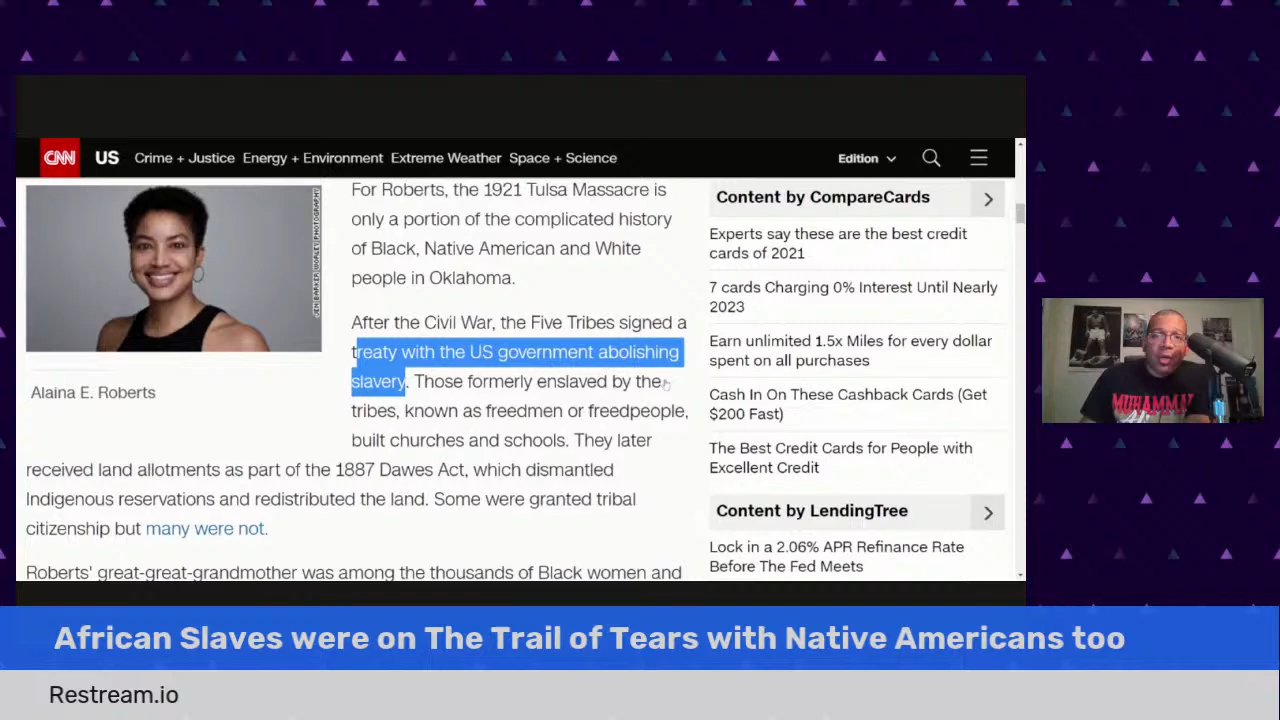 CNN US Crime + Justice Energy + Environment Extreme Weather Space + Science Edition
JEN BARKER WORLEY PHOTOGRAPHY
Alaina E. Roberts
For Roberts, the 1921 Tulsa Massacre is
only a portion of the complicated history
of Black, Native American and White
people in Oklahoma.
After the Civil War, the Five Tribes signed a
treaty with the US government abolishing
slavery. Those formerly enslaved by the
tribes, known as freedmen or freedpeople,
built churches and schools. They later
received land allotments as part of the 1887 Dawes Act, which dismantled
Indigenous reservations and redistributed the land. Some were granted tribal
citizenship but many were not.
Roberts' great-great-grandmother was among the thousands of Black women and
Content by CompareCards
Experts say these are the best credit
cards of 2021
7 cards Charging 0% Interest Until Nearly
2023
Earn unlimited 1.5x Miles for every dollar
spent on all purchases
Cash In On These Cashback Cards (Get
$200 Fast)
The Best Credit Cards for People with
Excellent Credit
Content by LendingTree
Lock in a 2.06% APR Refinance Rate
Before The Fed Meets
MUHAMMA
African Slaves were on The Trail of Tears with Native Americans too
Restream.io